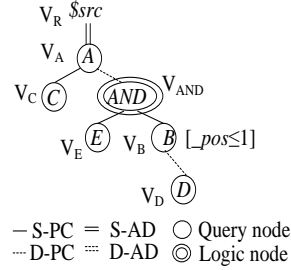 V_R $src
V_A A
V_C C AND V_AND
V_E E V_B B [_pos≤1]
V_D D
S-PC S-AD Query node
D-PC D-AD Logic node